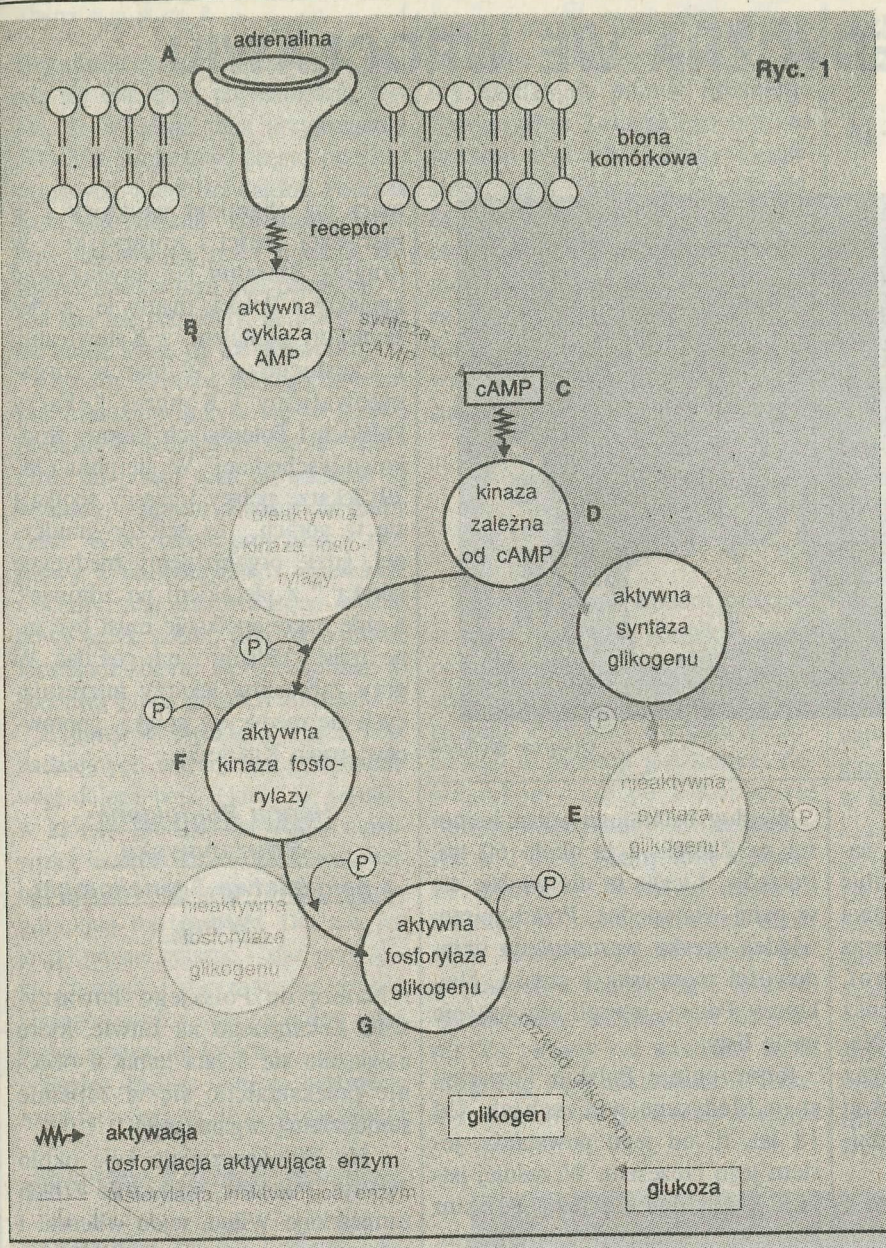 A
adrenalina
Ryc. 1
błona
komórkowa
receptor
B
aktywna
cyklaza
AMP
synteza
cAMP
cAMP
C
kinaza
zależna
od cAMP
D
nieaktywna
kinaza fosfo-
rylazy
aktywna
syntaza
glikogenu
P
P
P
F
aktywna
kinaza fosfo-
rylazy
E
nieaktywna
syntaza
glikogenu
P
P
P
nieaktywna
fosforylaza
glikogenu
aktywna
fosforylaza
glikogenu
G
rozkład glikogenu
glikogen
glukoza
aktywacja
fosforylacja aktywująca enzym
fosforylacja inaktywująca enzym